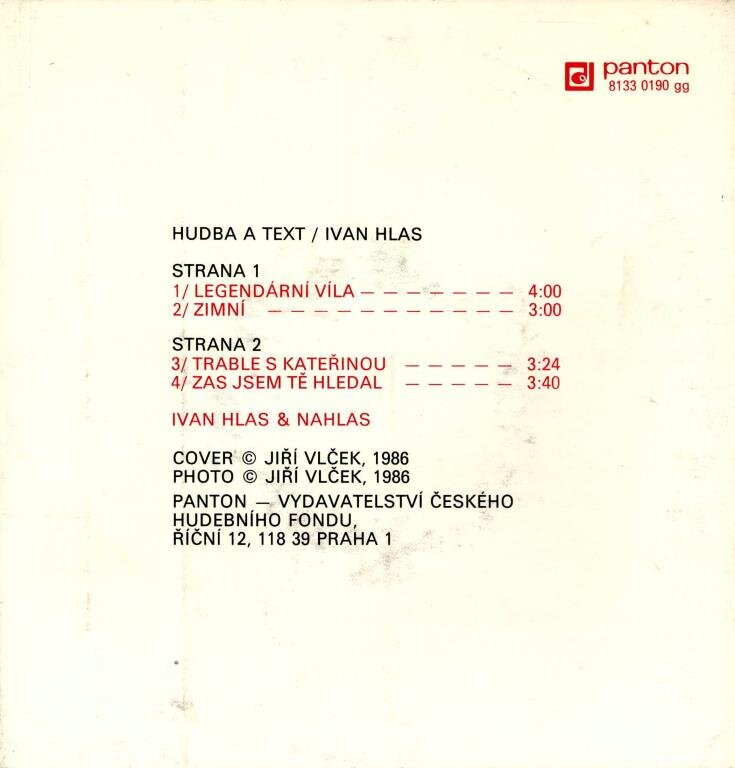 panton
8133 0190 gg
HUDBA A TEXT / IVAN HLAS
STRANA 1
1/ LEGENDÁRNÍ VÍLA — — — — — — — 4:00
2/ ZIMNÍ — — — — — — — — — — — 3:00
STRANA 2
3/ TRABLE S KATEŘINOU — — — — — 3:24
4/ ZAS JSEM TĚ HLEDAL — — — — — 3:40
IVAN HLAS & NAHLAS
COVER © JIŘÍ VLČEK, 1986
PHOTO © JIŘÍ VLČEK, 1986
PANTON — VYDAVATELSTVÍ ČESKÉHO
HUDEBNÍHO FONDU,
ŘÍČNÍ 12, 118 39 PRAHA 1